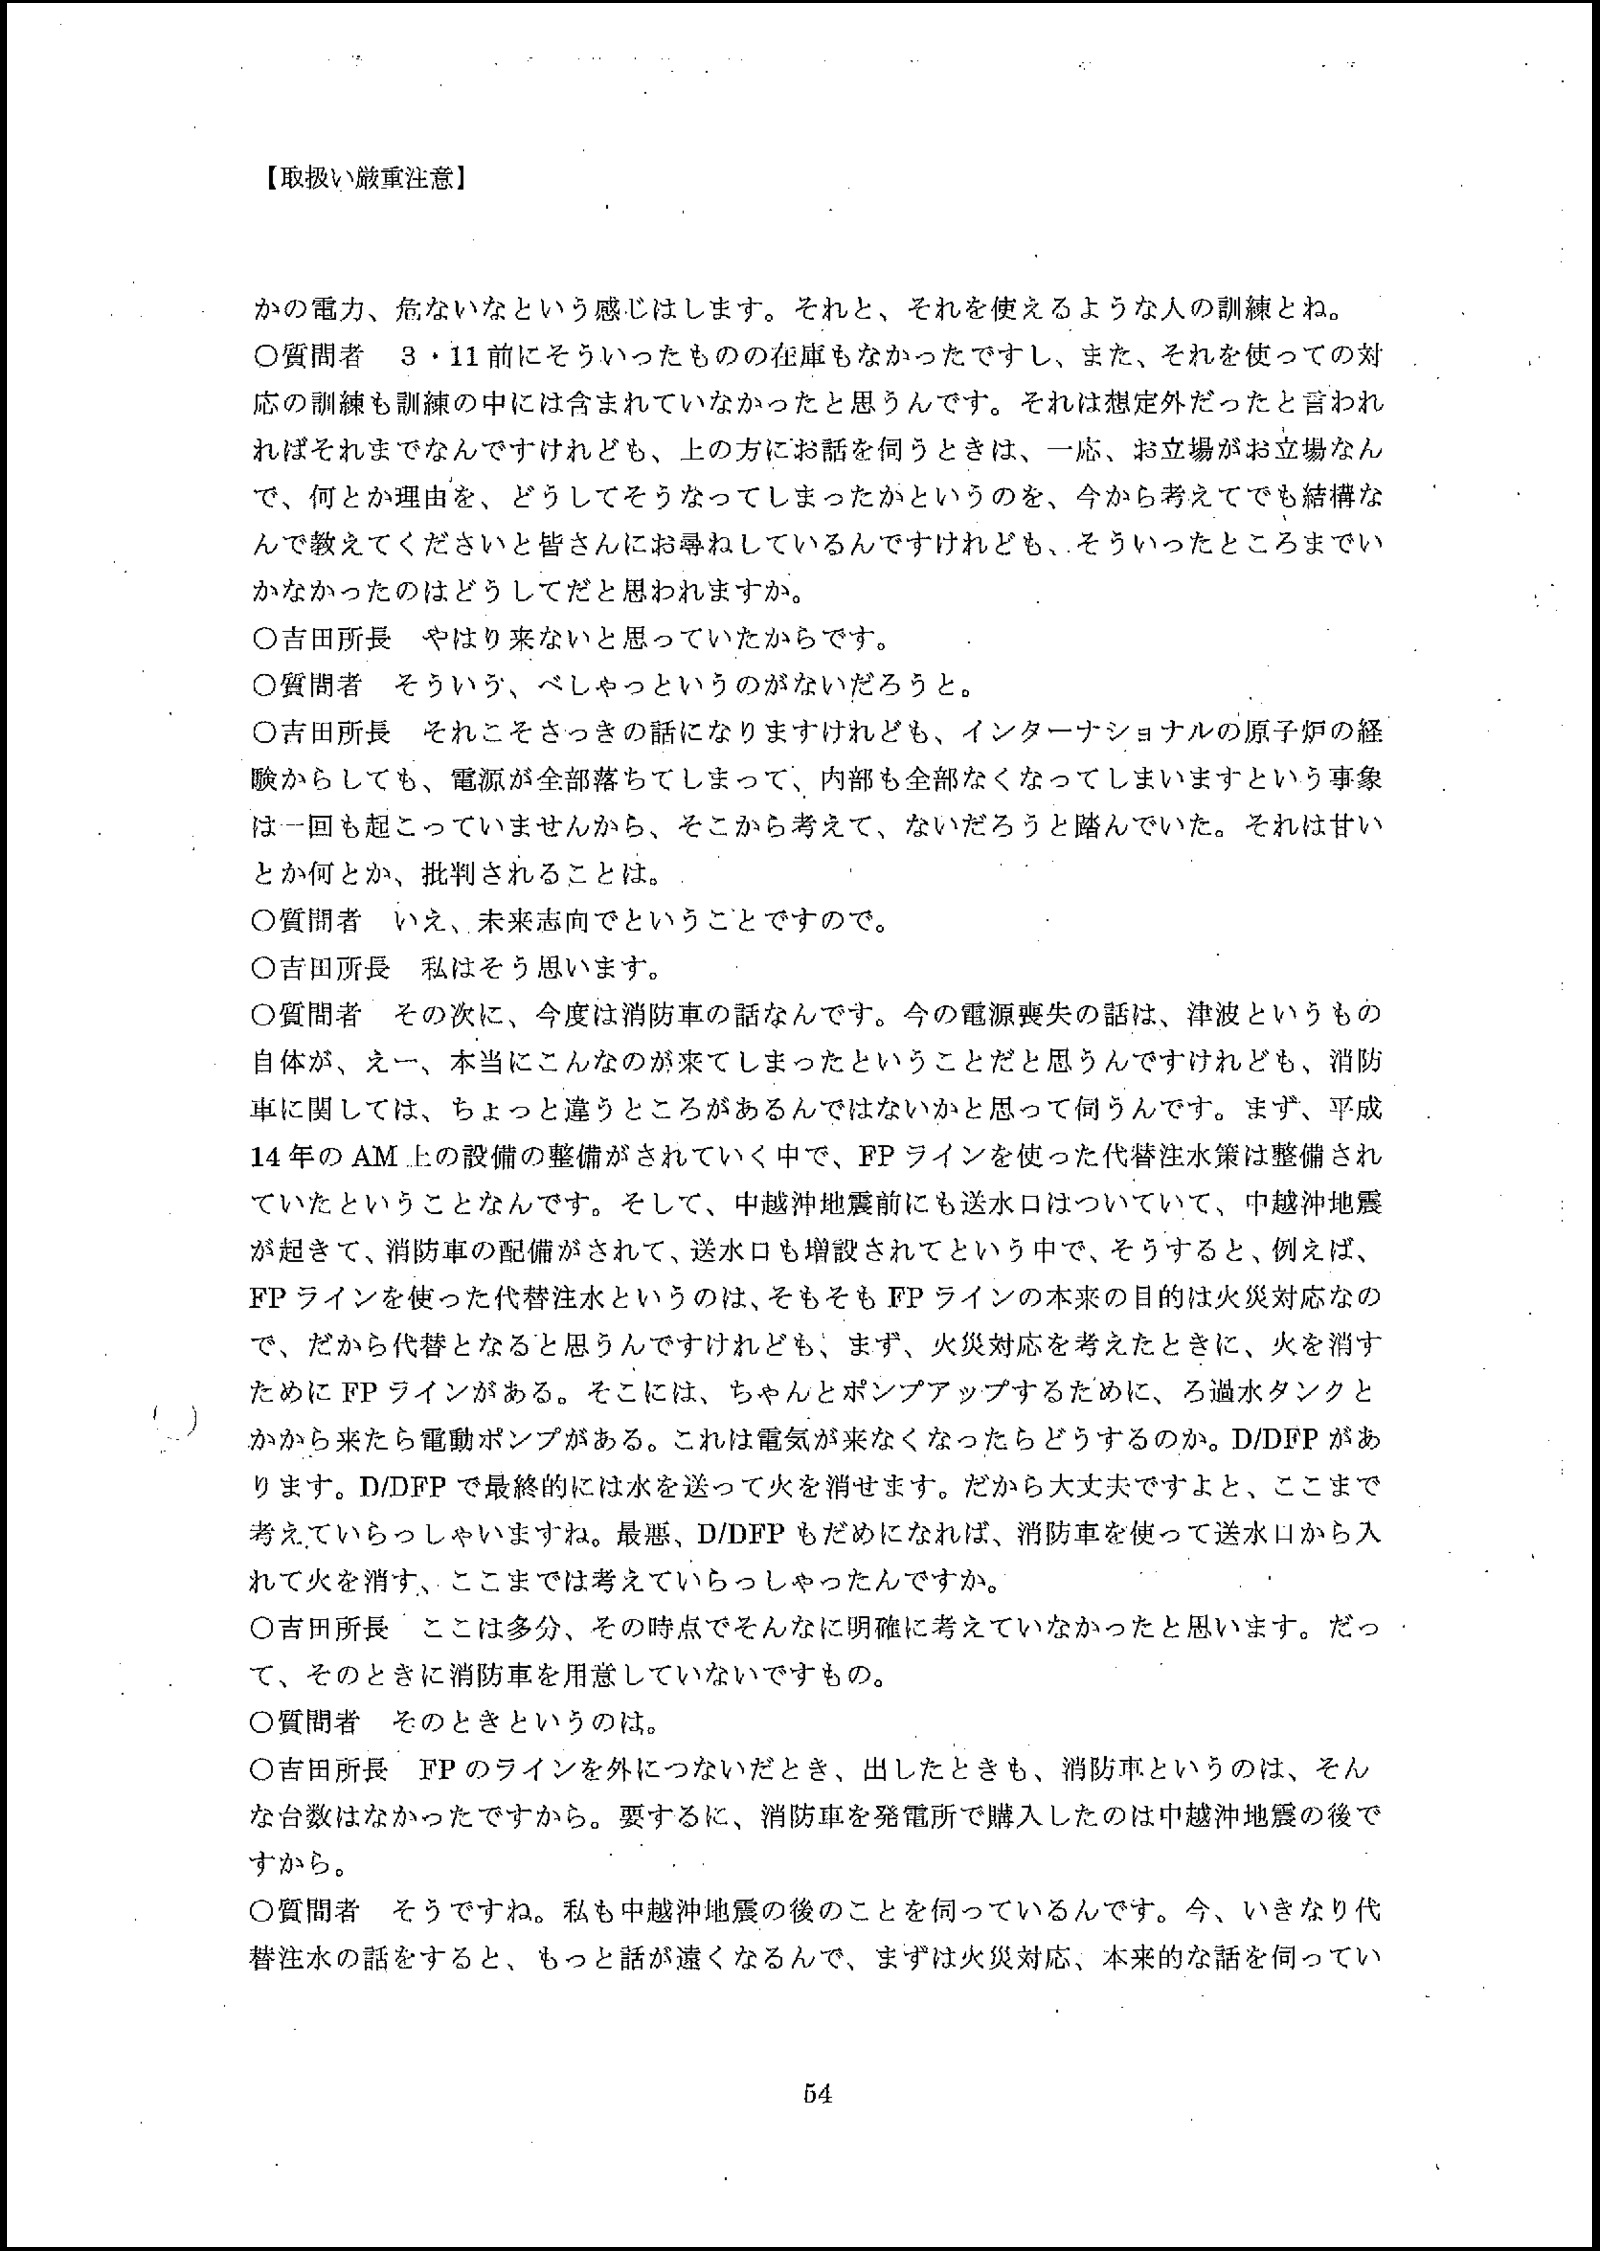 【取扱い厳重注意】
かの電力、危ないなという感じはします。それと、それを使えるような人の訓練とね。
〇質問者　３・11前にそういったものの在庫もなかったですし、また、それを使っての対
応の訓練も訓練の中には含まれていなかったと思うんです。それは想定外だったと言われ
ればそれまでなんですけれども、上の方にお話を伺うときは、一応、お立場がお立場なん
で、何とか理由を、どうしてそうなってしまったかというのを、今から考えてでも結構な
んで教えてくださいと皆さんにお尋ねしているんですけれども、そういったところまでい
かなかったのはどうしてだと思われますか。
〇吉田所長　やはり来ないと思っていたからです。
〇質問者　そういう、べしゃっというのがないだろうと。
〇吉田所長　それこそさっきの話になりますけれども、インターナショナルの原子炉の経
験からしても、電源が全部落ちてしまって、内部も全部なくなってしまいますという事象
は一回も起こっていませんから、そこから考えて、ないだろうと踏んでいた。それは甘い
とか何とか、批判されることは。
〇質問者　いえ、未来志向でということですので。
〇吉田所長　私はそう思います。
〇質問者　その次に、今度は消防車の話なんです。今の電源喪失の話は、津波というもの
自体が、えー、本当にこんなのが来てしまったということだと思うんですけれども、消防
車に関しては、ちょっと違うところがあるんではないかと思って伺うんです。まず、平成
14年のAM上の設備の整備がされていく中で、FPラインを使った代替注水策は整備され
ていたということなんです。そして、中越沖地震前にも送水口はついていて、中越沖地震
が起きて、消防車の配備がされて、送水口も増設されてという中で、そうすると、例えば、
FPラインを使った代替注水というのは、そもそもFPラインの本来の目的は火災対応なの
で、だから代替となると思うんですけれども、まず、火災対応を考えたときに、火を消す
ためにFPラインがある。そこには、ちゃんとポンプアップするために、ろ過水タンクと
かから来たら電動ポンプがある。これは電気が来なくなったらどうするのか。D/DFPがあ
ります。D/DFPで最終的には水を送って火を消せます。だから大丈夫ですよと、ここまで
考えていらっしゃいますね。最悪、D/DFPもだめになれば、消防車を使って送水口から入
れて火を消す、ここまでは考えていらっしゃったんですか。
〇吉田所長　ここは多分、その時点でそんなに明確に考えていなかったと思います。だっ
て、そのときに消防車を用意していないですもの。
〇質問者　そのときというのは。
〇吉田所長　FPのラインを外につないだとき、出したときも、消防車というのは、そん
な台数はなかったですから。要するに、消防車を発電所で購入したのは中越沖地震の後で
すから。
〇質問者　そうですね。私も中越沖地震の後のことを伺っているんです。今、いきなり代
替注水の話をすると、もっと話が遠くなるんで、まずは火災対応、本来的な話を伺ってい
54